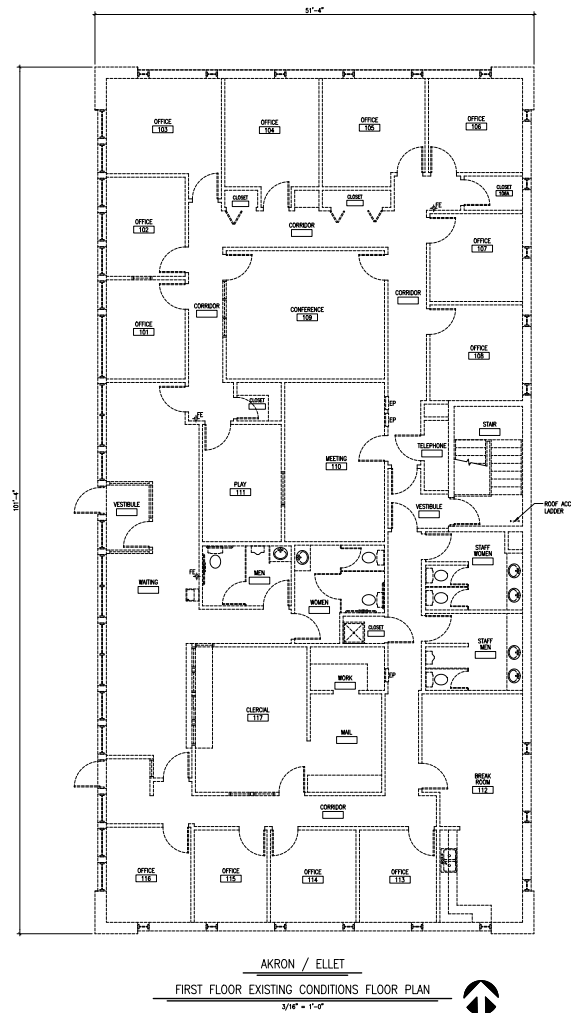 51'-4"
OFFICE
103
OFFICE
104
OFFICE
105
OFFICE
106
CLOSET
106A
CLOSET
CLOSET
FE
OFFICE
102
CORRIDOR
OFFICE
107
CORRIDOR
CORRIDOR
CONFERENCE
109
OFFICE
101
OFFICE
108
CLOSET
EP
FE
EP
STAIR
TELEPHONE
MEETING
110
PLAY
111
101'-4"
VESTIBULE
VESTIBULE
ROOF ACC
LADDER
STAFF
WOMEN
FE
MEN
WAITING
WOMEN
CLOSET
STAFF
MEN
EP
WORK
CLERCIAL
117
MAIL
BREAK
ROOM
112
CORRIDOR
OFFICE
116
OFFICE
115
OFFICE
114
OFFICE
113
AKRON / ELLET
FIRST FLOOR EXISTING CONDITIONS FLOOR PLAN
3/16" = 1'-0"